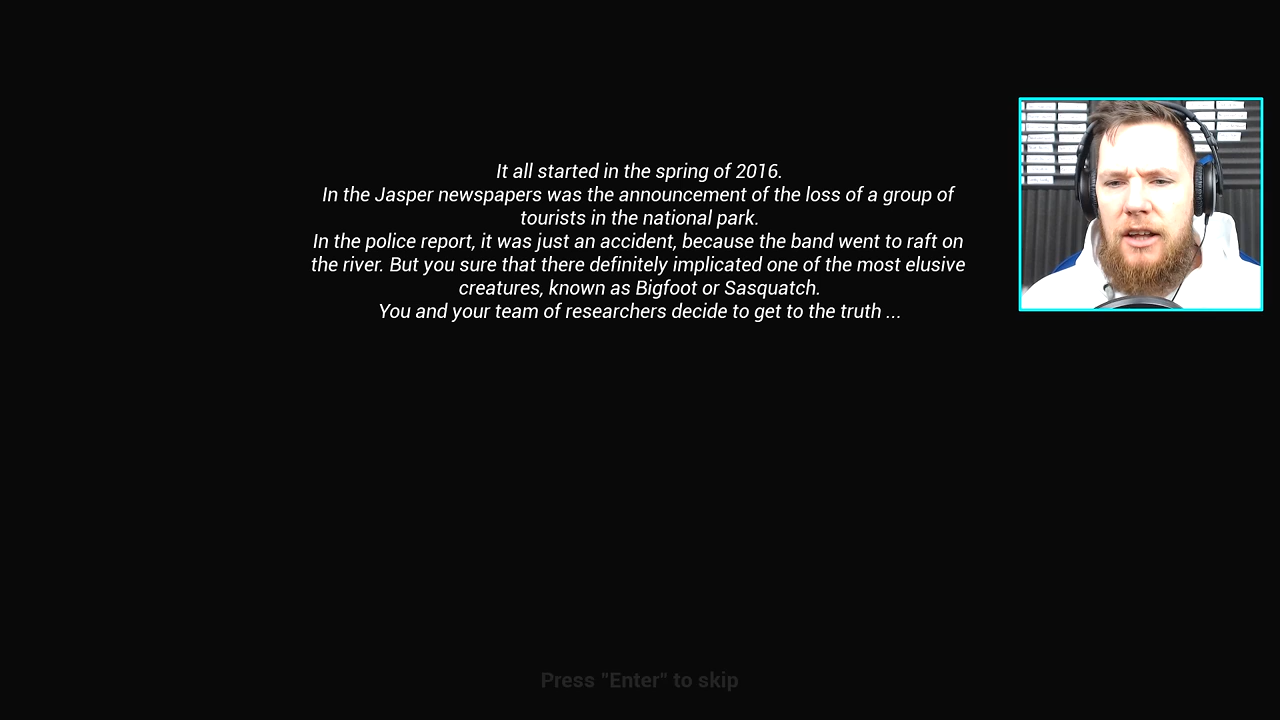 It all started in the spring of 2016.
In the Jasper newspapers was the announcement of the loss of a group of
tourists in the national park.
In the police report, it was just an accident, because the band went to raft on
the river. But you sure that there definitely implicated one of the most elusive
creatures, known as Bigfoot or Sasquatch.
You and your team of researchers decide to get to the truth ...
Press "Enter" to skip